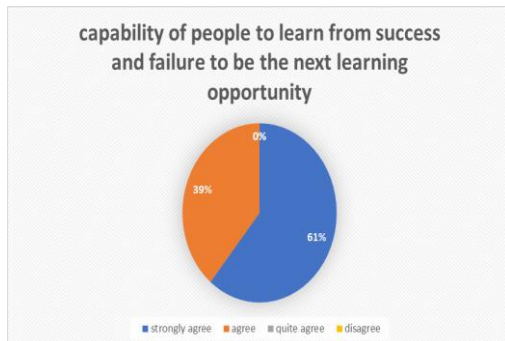 capability of people to learn from success
and failure to be the next learning
opportunity
0%
39%
61%
strongly agree agree quite agree disagree